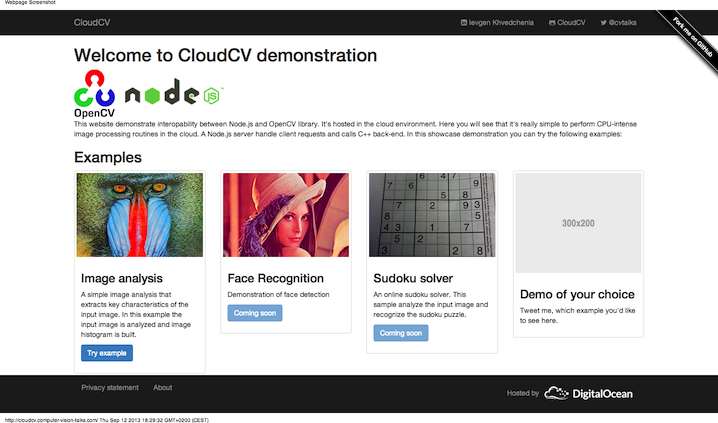 Webpage Screenshot
CloudCV
Ievgen Khvedchenia
CloudCV
@cvtalks
Fork me on GitHub
Welcome to CloudCV demonstration
OpenCV
node
JS
This website demonstrate interopability between Node.js and OpenCV library. It's hosted in the cloud environment. Here you will see that it's really simple to perform CPU-intense
image processing routines in the cloud. A Node.js server handle client requests and calls C++ back-end. In this showcase demonstration you can try the following examples:
Examples
300x200
Image analysis
A simple image analysis that
extracts key characteristics of the
input image. In this example the
input image is analyzed and image
histogram is built.
Try example
Face Recognition
Demonstration of face detection
Coming soon
Sudoku solver
An online sudoku solver. This
sample analyze the input image and
recognize the sudoku puzzle.
Coming soon
Demo of your choice
Tweet me, which example you'd like
to see here.
Privacy statement
About
Hosted by
DigitalOcean
http://cloudcv.computer-vision-talks.com/ Thu Sep 12 2013 18:29:32 GMT+0200 (CEST)